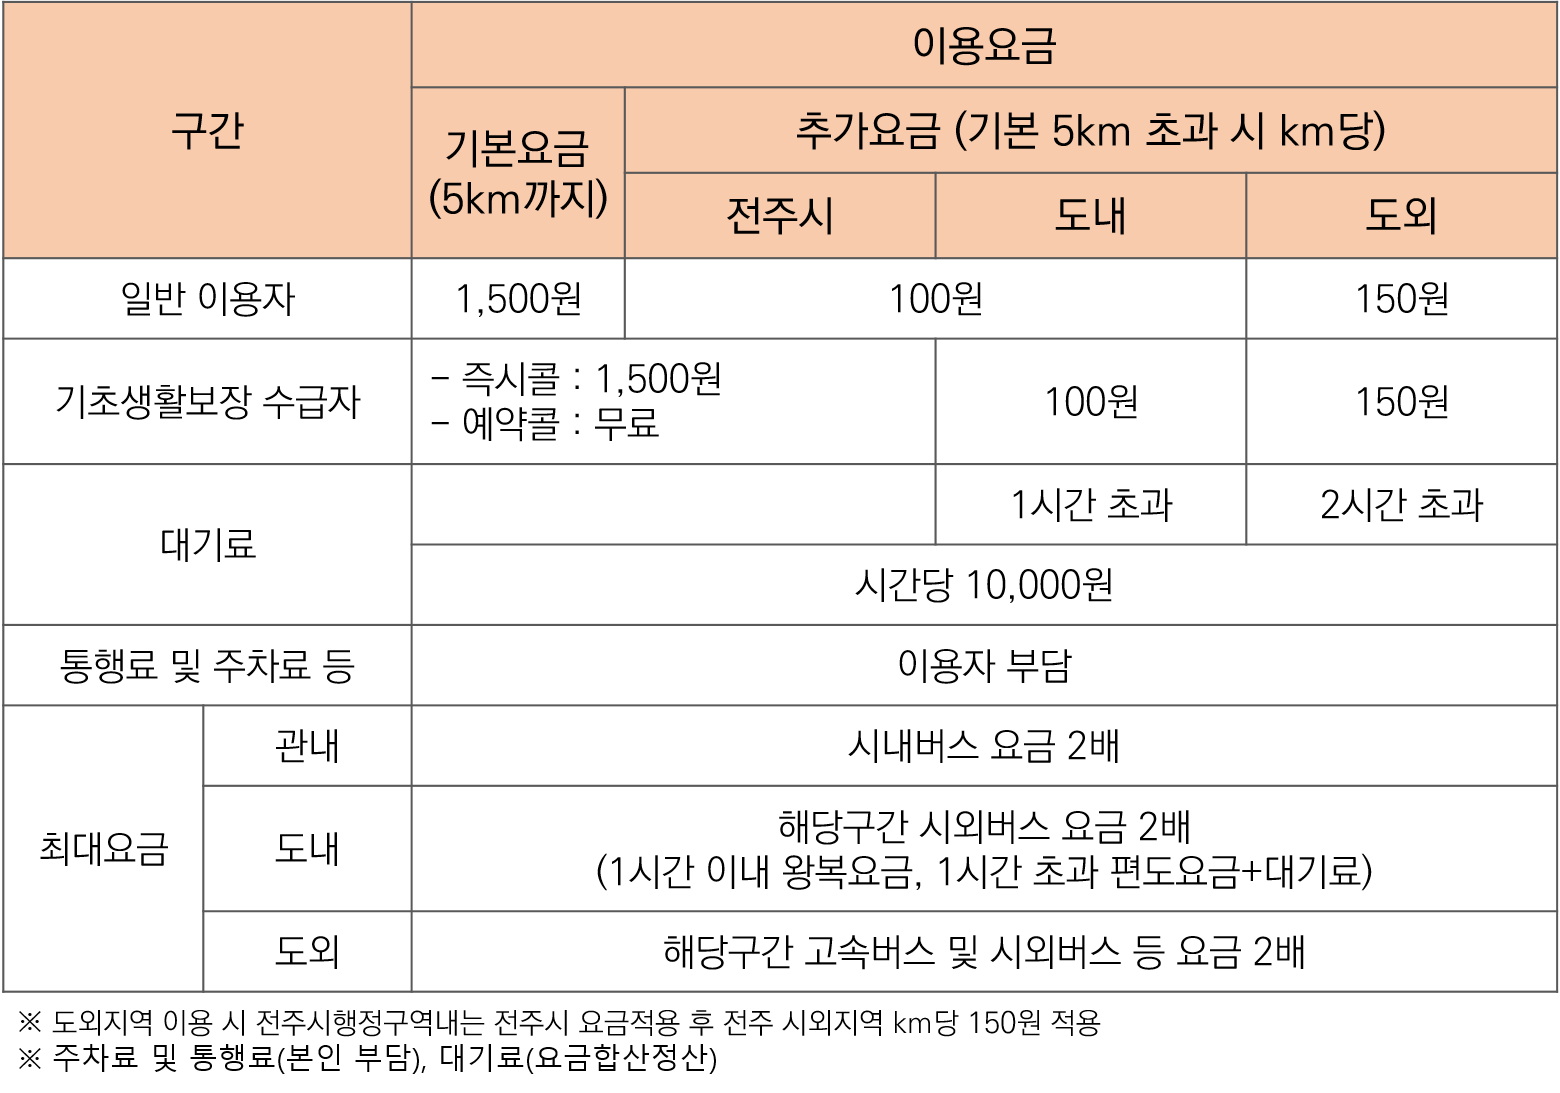 구간
이용요금
기본요금
(5km까지)
추가요금 (기본 5km 초과 시 km당)
전주시
도내
도외
일반 이용자
1,500원
100원
150원
기초생활보장 수급자
- 즉시콜 : 1,500원
- 예약콜 : 무료
100원
150원
대기료
1시간 초과
2시간 초과
시간당 10,000원
통행료 및 주차료 등
이용자 부담
최대요금
관내
시내버스 요금 2배
도내
해당구간 시외버스 요금 2배
(1시간 이내 왕복요금, 1시간 초과 편도요금+대기료)
도외
해당구간 고속버스 및 시외버스 등 요금 2배
※ 도외지역 이용 시 전주시행정구역내는 전주시 요금적용 후 전주 시외지역 km당 150원 적용
※ 주차료 및 통행료(본인 부담), 대기료(요금합산정산)